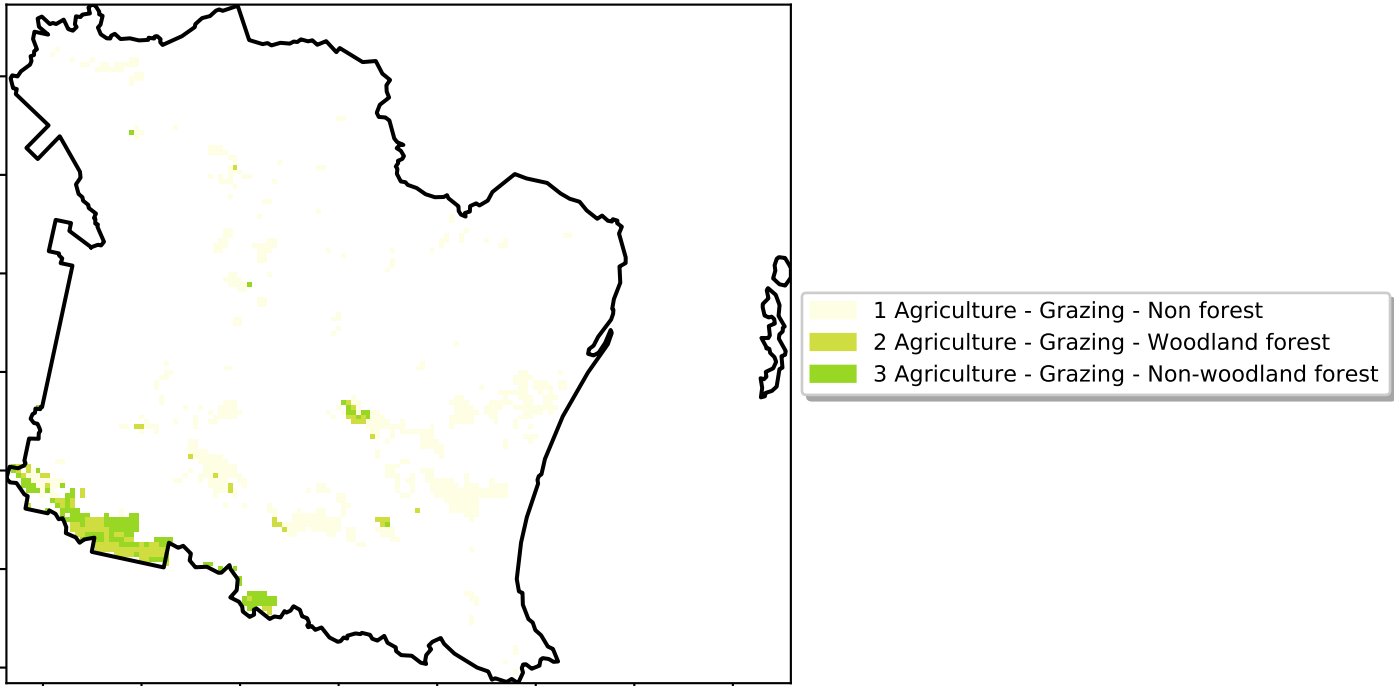 1 Agriculture - Grazing - Non forest
2 Agriculture - Grazing - Woodland forest
3 Agriculture - Grazing - Non-woodland forest